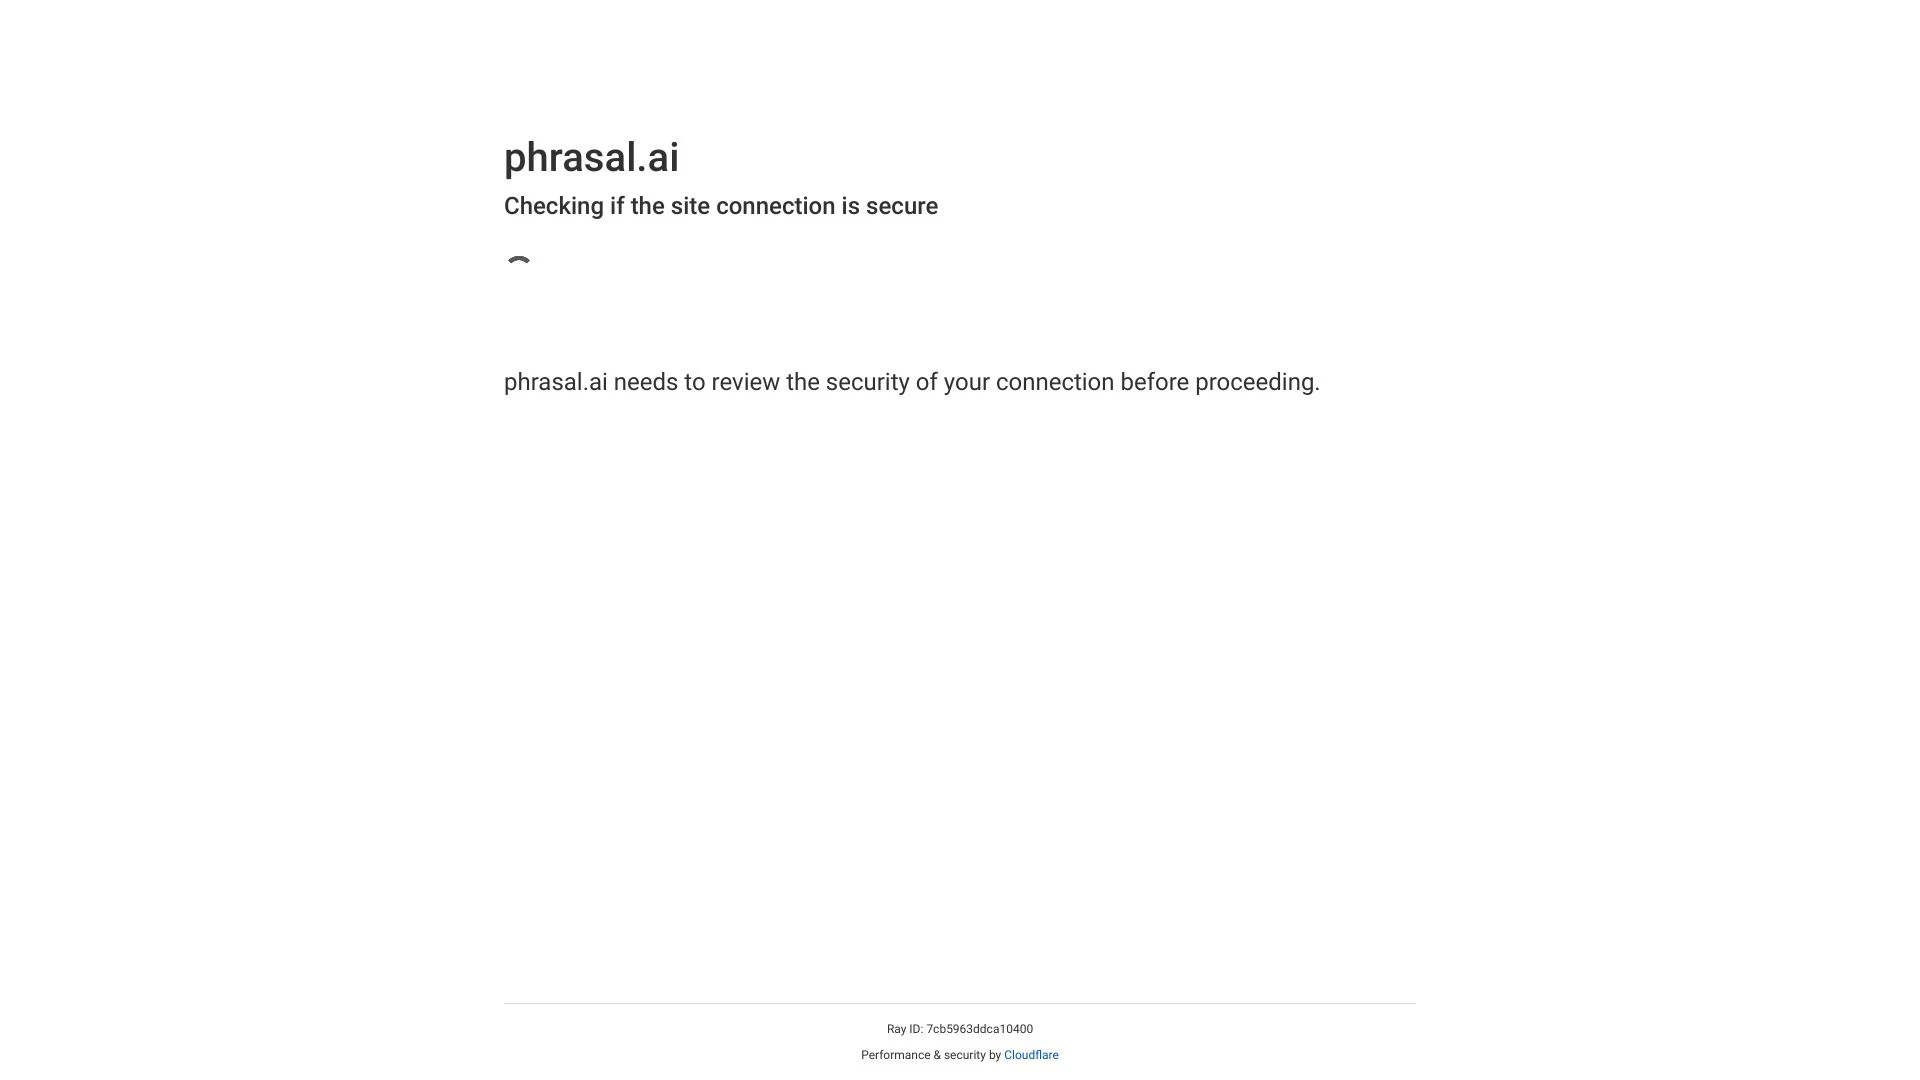 phrasal.ai
Checking if the site connection is secure
phrasal.ai needs to review the security of your connection before proceeding.
Ray ID: 7cb5963ddca10400
Performance & security by Cloudflare